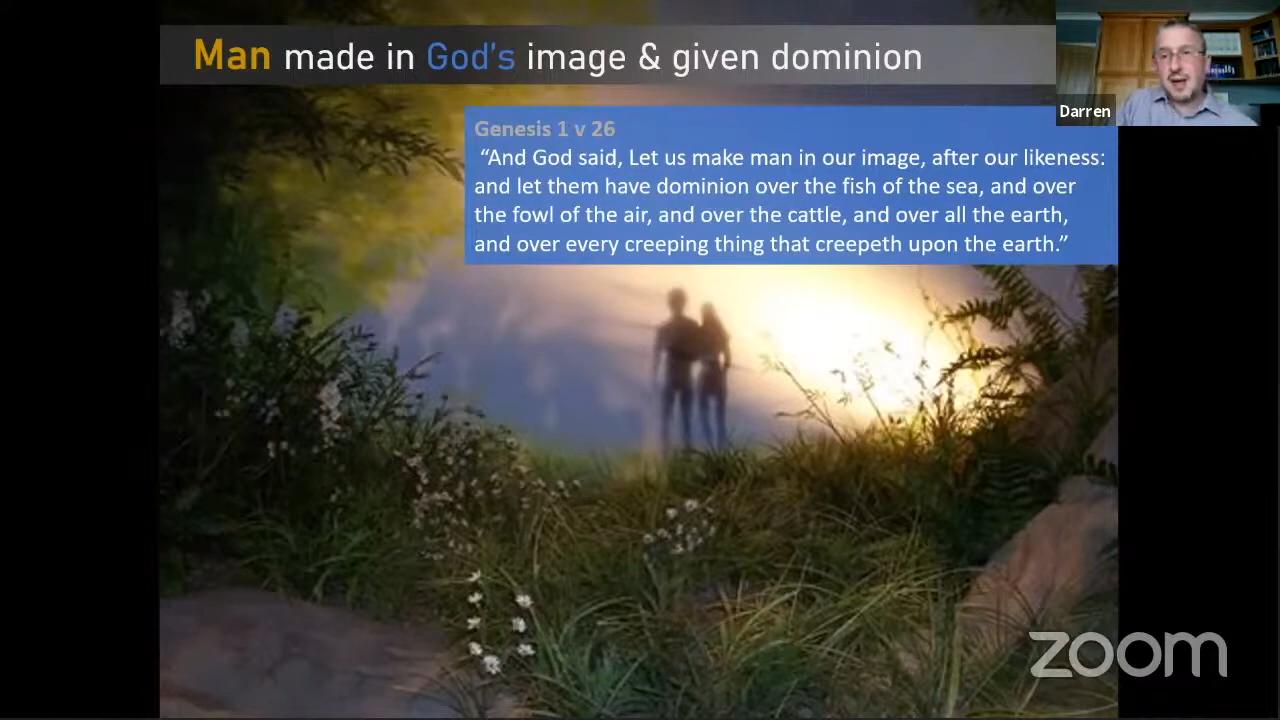 Man made in God's image & given dominion
Darren
Genesis 1 v 26
“And God said, Let us make man in our image, after our likeness:
and let them have dominion over the fish of the sea, and over
the fowl of the air, and over the cattle, and over all the earth,
and over every creeping thing that creepeth upon the earth.”
zoom